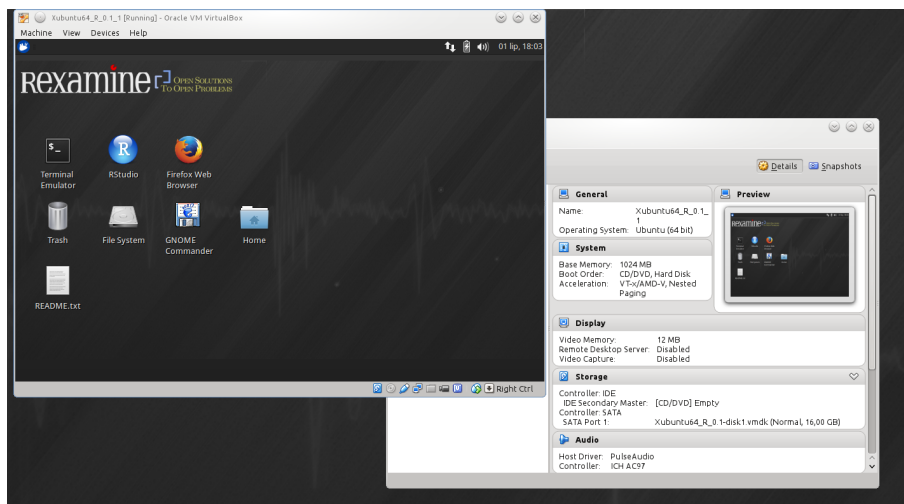 Xubuntu64_R_0.1_1 [Running] - Oracle VM VirtualBox
Machine View Devices Help
01 lip, 18:03
Rexamine
Open Solutions
To Open Problems
$_
R
Terminal
Emulator
RStudio
Firefox Web
Browser
Trash
File System
GNOME
Commander
Home
README.txt
Right Ctrl
Details
Snapshots
General
Name: Xubuntu64_R_0.1_
1
Operating System: Ubuntu (64 bit)
Preview
System
Base Memory: 1024 MB
Boot Order: CD/DVD, Hard Disk
Acceleration: VT-x/AMD-V, Nested
Paging
Display
Video Memory: 12 MB
Remote Desktop Server: Disabled
Video Capture: Disabled
Storage
Controller: IDE
IDE Secondary Master: [CD/DVD] Empty
Controller: SATA
SATA Port 1: Xubuntu64_R_0.1-disk1.vmdk (Normal, 16,00 GB)
Audio
Host Driver: PulseAudio
Controller: ICH AC97